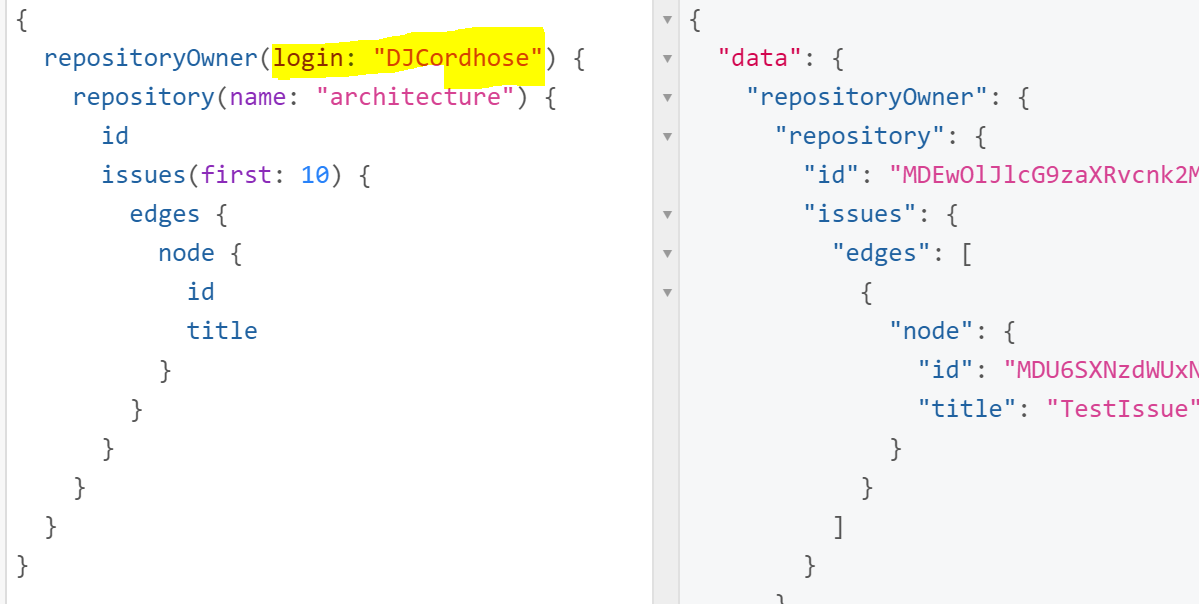 {
repositoryOwner(login: "DJCordhose") {
repository(name: "architecture") {
id
issues(first: 10) {
edges {
node {
id
title
}
}
}
}
}
}
{
"data": {
"repositoryOwner": {
"repository": {
"id": "MDEwOlJlcG9zaXRvcnk2M
"issues": {
"edges": [
{
"node": {
"id": "MDU6SXNzdWUxN
"title": "TestIssue"
}
}
]
}
}